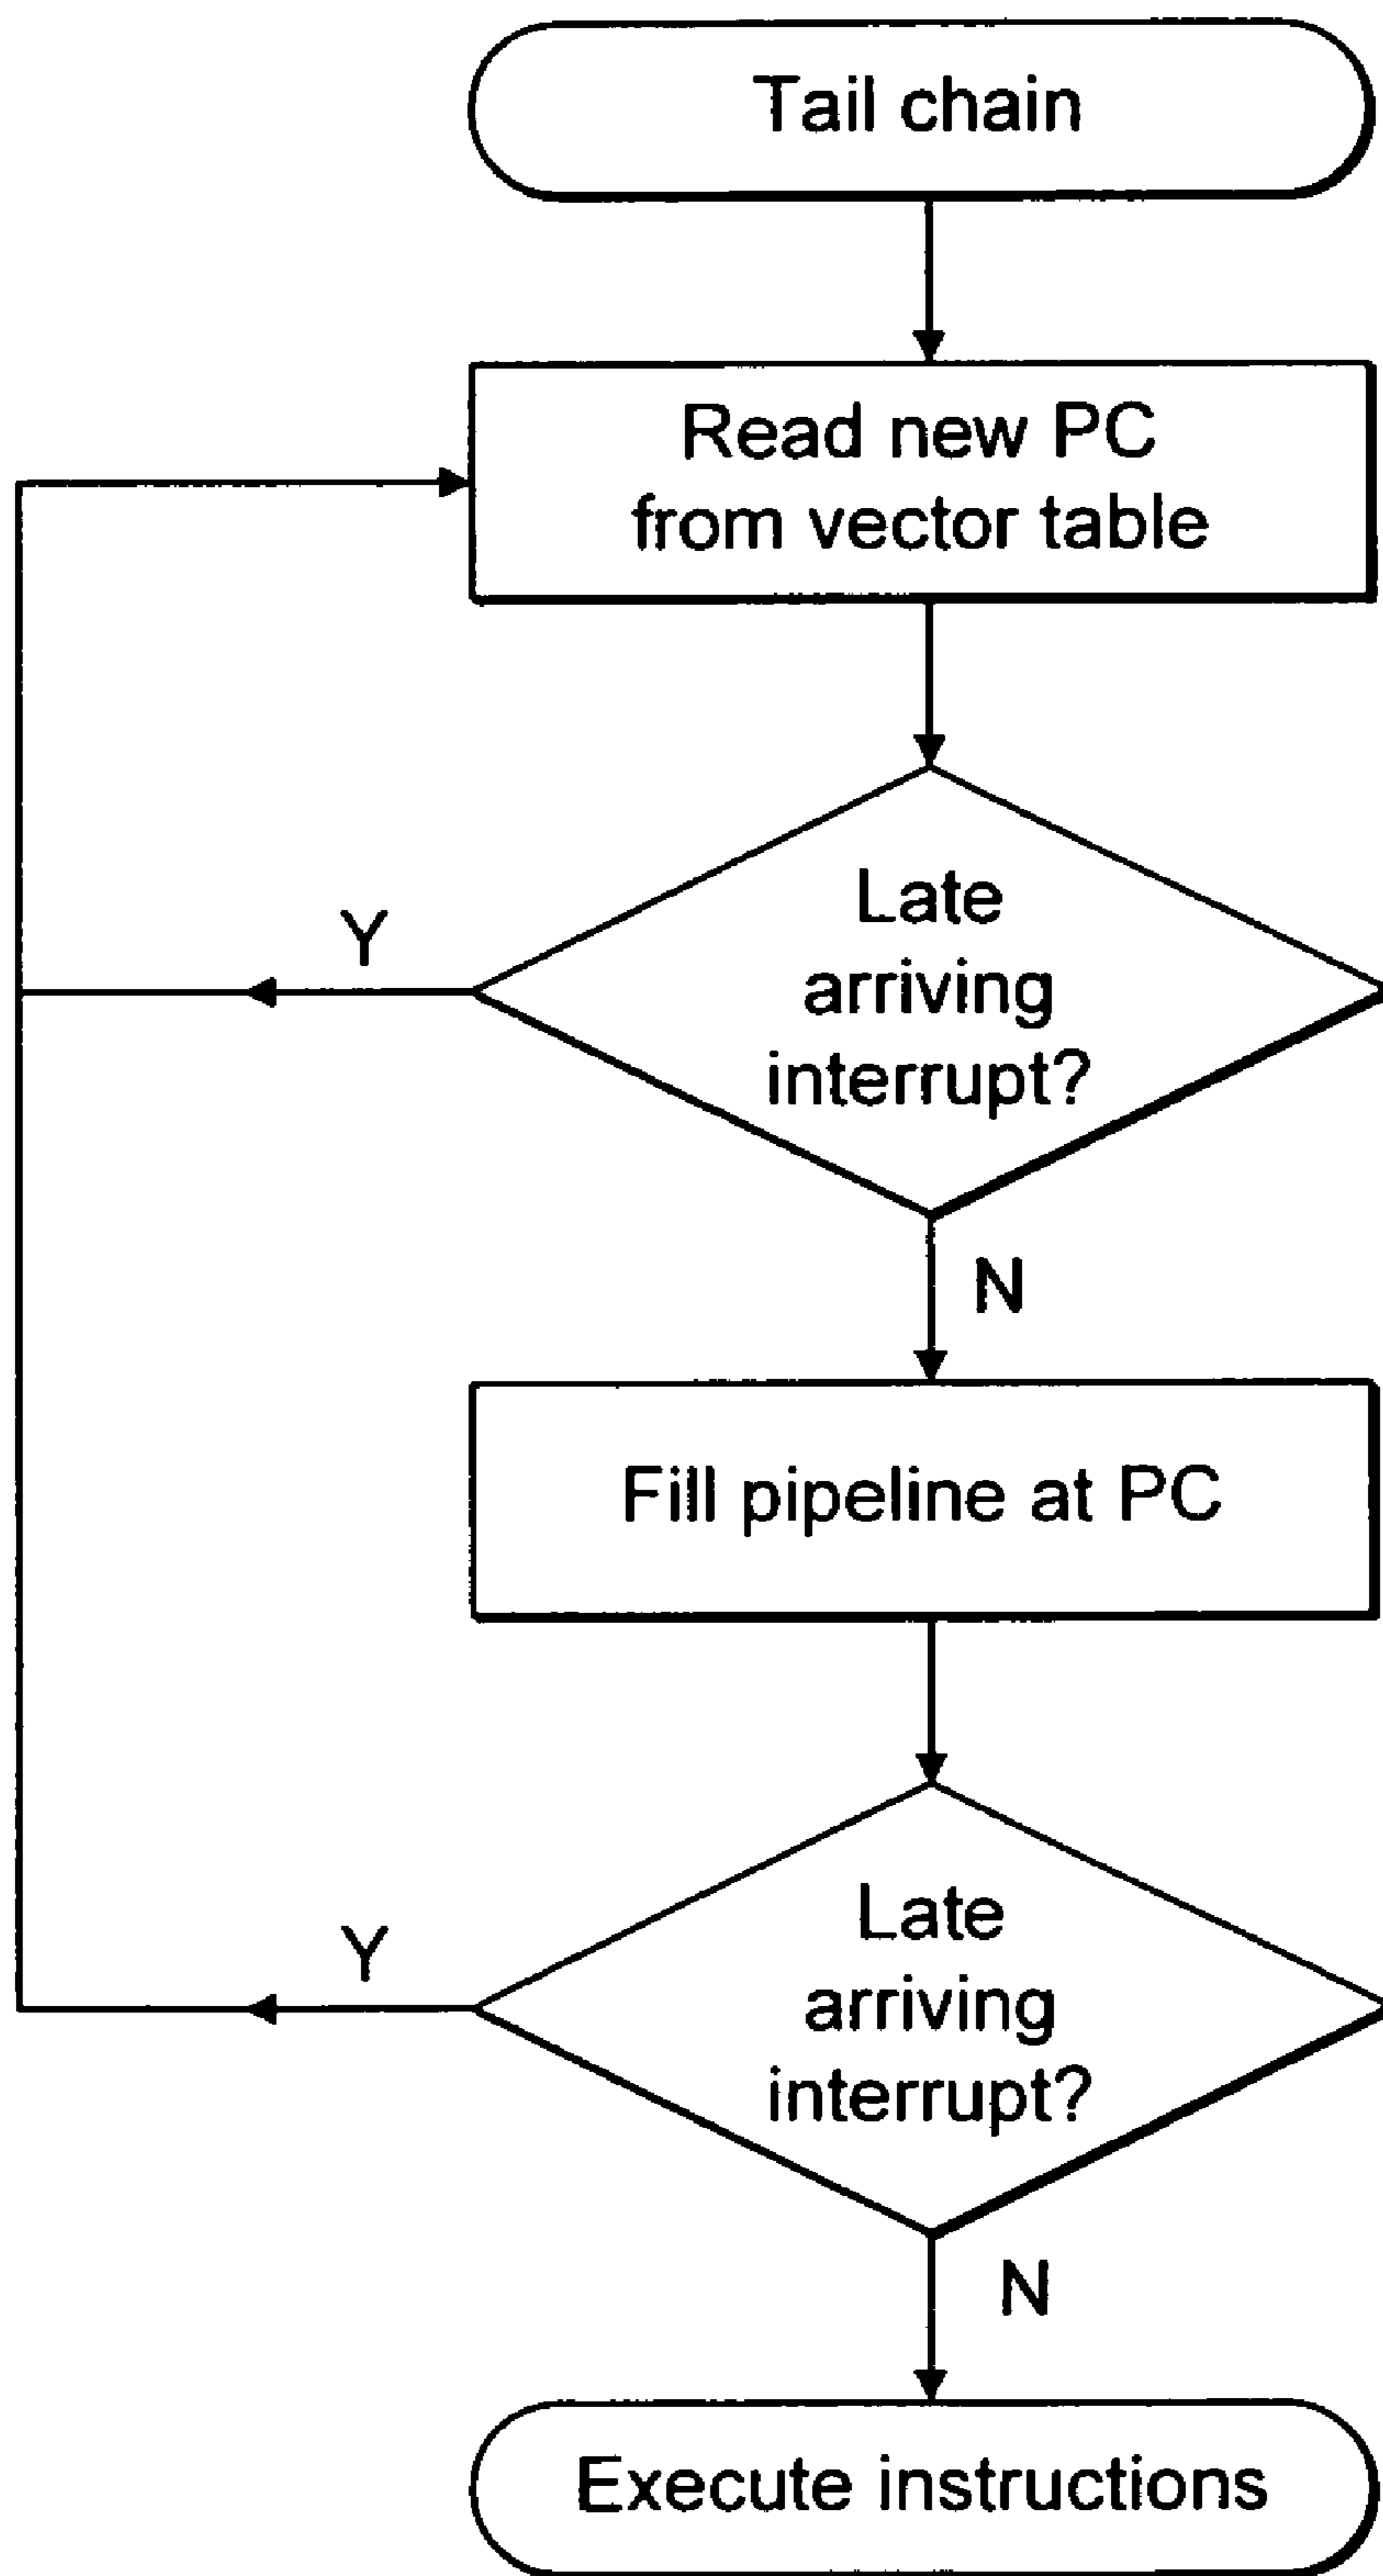 Tail chain
Read new PC
from vector table
Late
arriving
interrupt?
Y
N
Fill pipeline at PC
Late
arriving
interrupt?
Y
N
Execute instructions